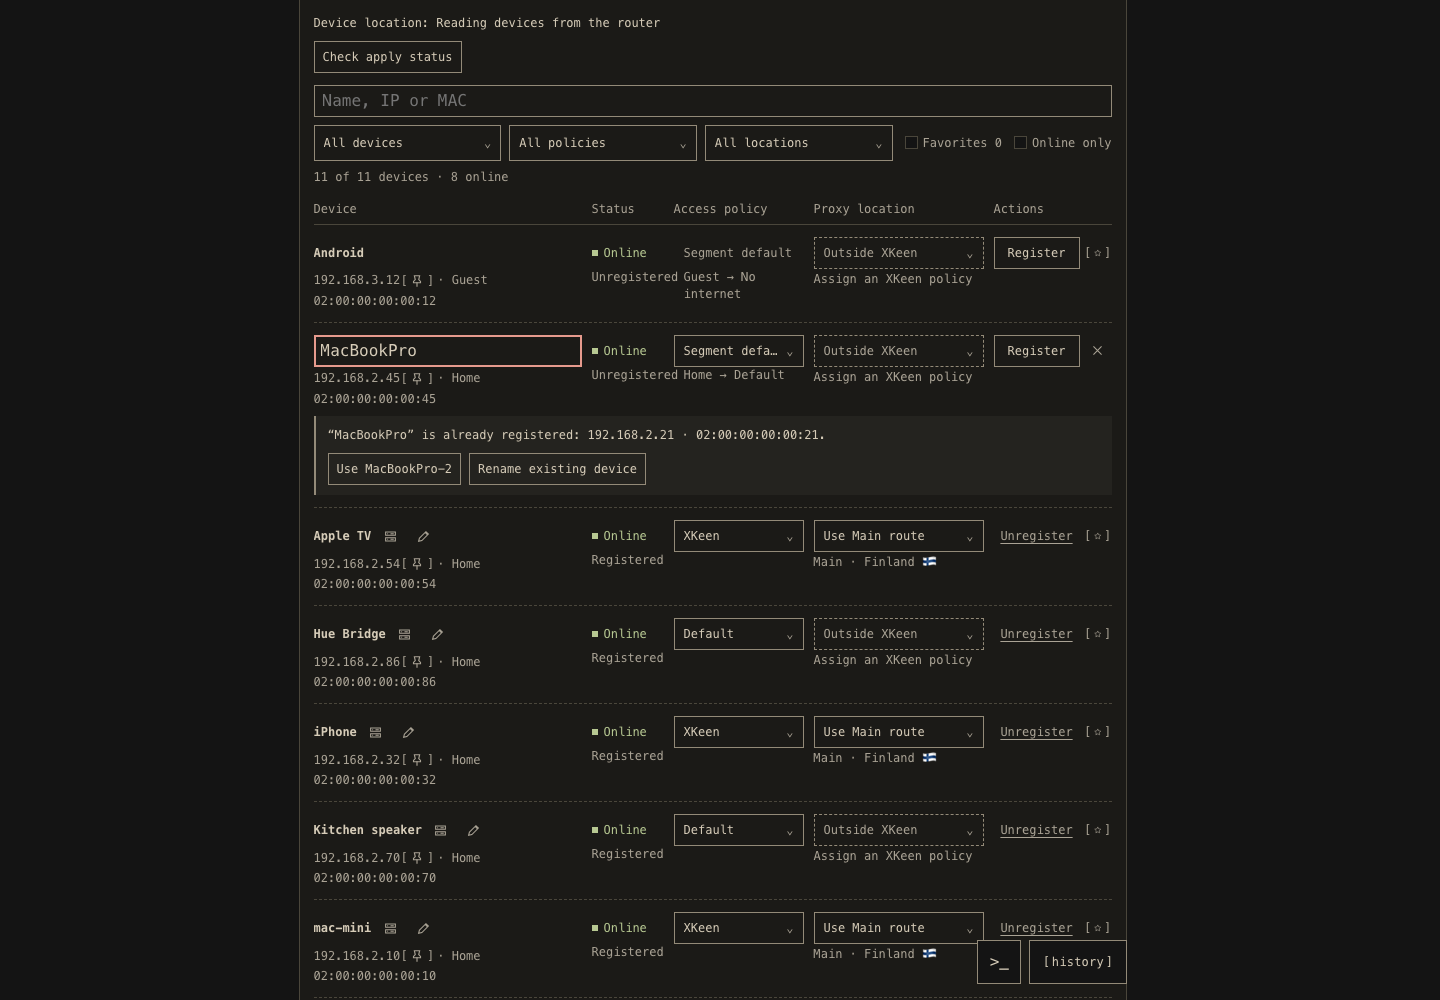 Device location: Reading devices from the router
Check apply status
Name, IP or MAC
All devices All policies All locations Favorites 0 Online only
11 of 11 devices · 8 online
Device Status Access policy Proxy location Actions
Android Online Segment default Outside XKeen Register [☆]
192.168.3.12[ ] · Guest Unregistered Guest → No internet Assign an XKeen policy
02:00:00:00:00:12
MacBookPro Online Segment defa… Outside XKeen Register ×
192.168.2.45[ ] · Home Unregistered Home → Default Assign an XKeen policy
02:00:00:00:00:45
“MacBookPro” is already registered: 192.168.2.21 · 02:00:00:00:00:21.
Use MacBookPro-2 Rename existing device
Apple TV Online XKeen Use Main route Unregister [☆]
192.168.2.54[ ] · Home Registered Main · Finland 🇫🇮
02:00:00:00:00:54
Hue Bridge Online Default Outside XKeen Unregister [☆]
192.168.2.86[ ] · Home Registered Assign an XKeen policy
02:00:00:00:00:86
iPhone Online XKeen Use Main route Unregister [☆]
192.168.2.32[ ] · Home Registered Main · Finland 🇫🇮
02:00:00:00:00:32
Kitchen speaker Online Default Outside XKeen Unregister [☆]
192.168.2.70[ ] · Home Registered Assign an XKeen policy
02:00:00:00:00:70
mac-mini Online XKeen Use Main route Unregister [☆]
192.168.2.10[ ] · Home Registered Main · Finland 🇫🇮
02:00:00:00:00:10
>_ [history]